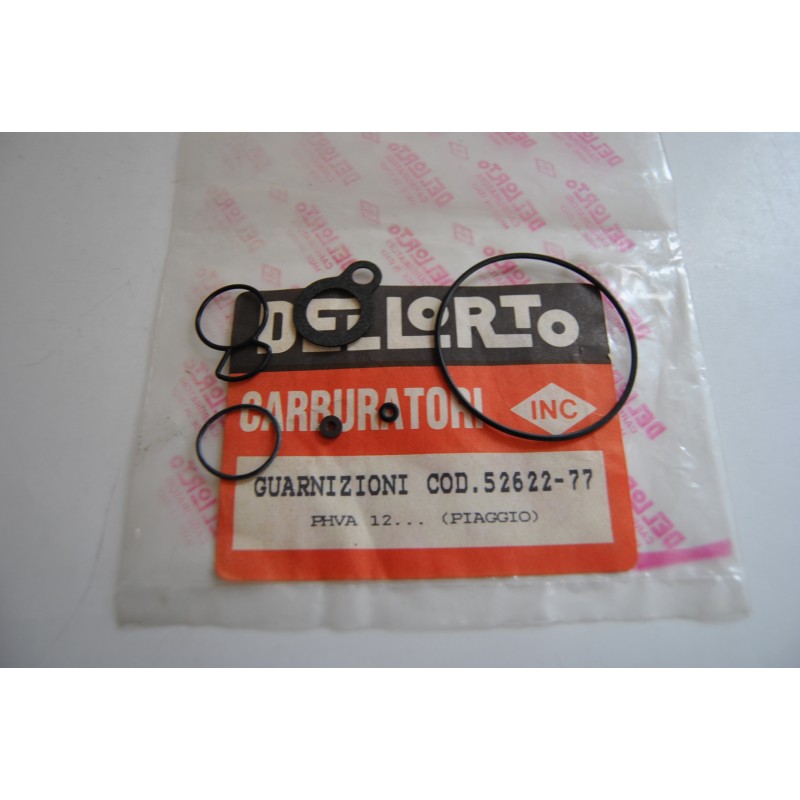 DELLORTO
CARBURATORI INC
GUARNIZIONI COD.52622-77
PHVA 12... (PIAGGIO)